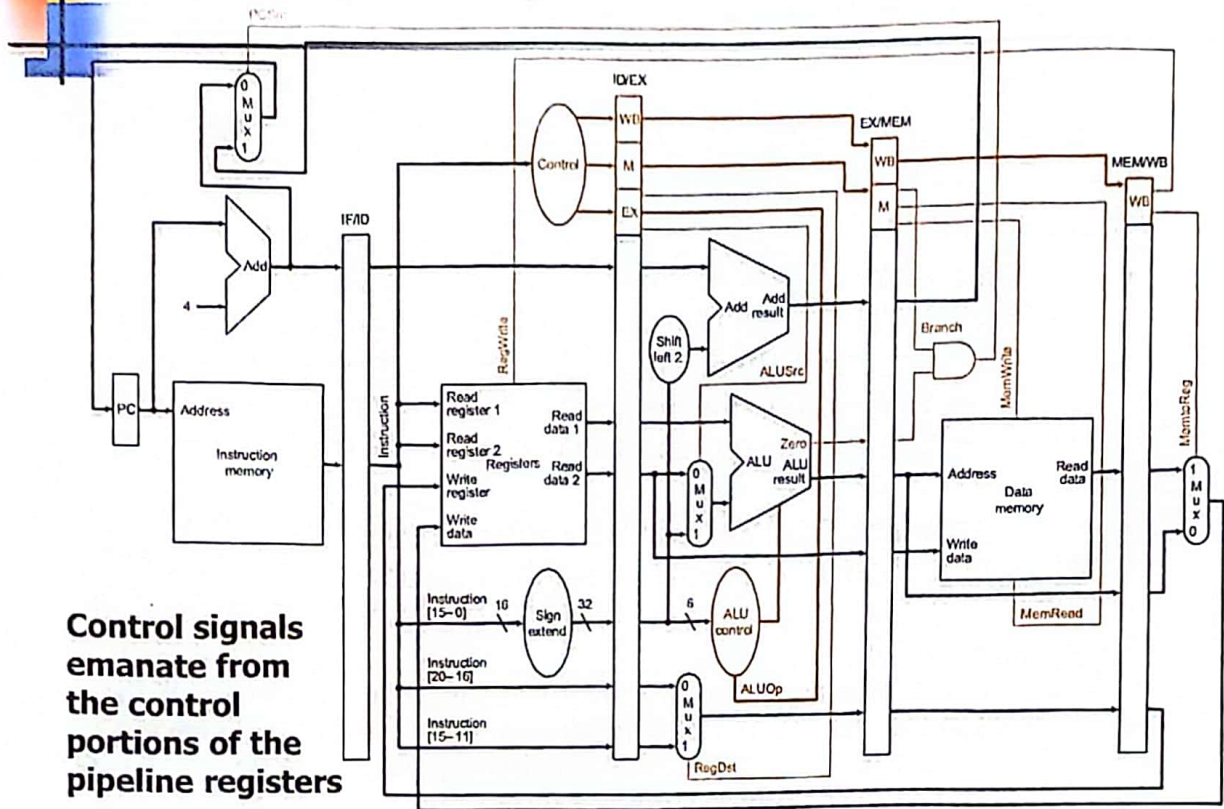 PCSrc
ID/EX
0
M
u
x
1
WB
EX/MEM
Control
M
WB
MEM/WB
EX
M
WB
IF/ID
Add
4
Add
Add
result
Shift
left 2
Branch
RegWrite
ALUSrc
MemWrite
MemtoReg
PC
Address
Instruction
memory
Instruction
Read
register 1
Read
register 2
Write
register
Write
data
Registers
Read
data 1
Read
data 2
0
M
u
x
1
Zero
ALU
ALU
result
Address
Data
memory
Read
data
Write
data
1
M
u
x
0
Instruction
[15–0]
16
Sign
extend
32
6
ALU
control
MemRead
Instruction
[20–16]
ALUOp
0
M
u
x
1
Instruction
[15–11]
RegDst
Control signals
emanate from
the control
portions of the
pipeline registers